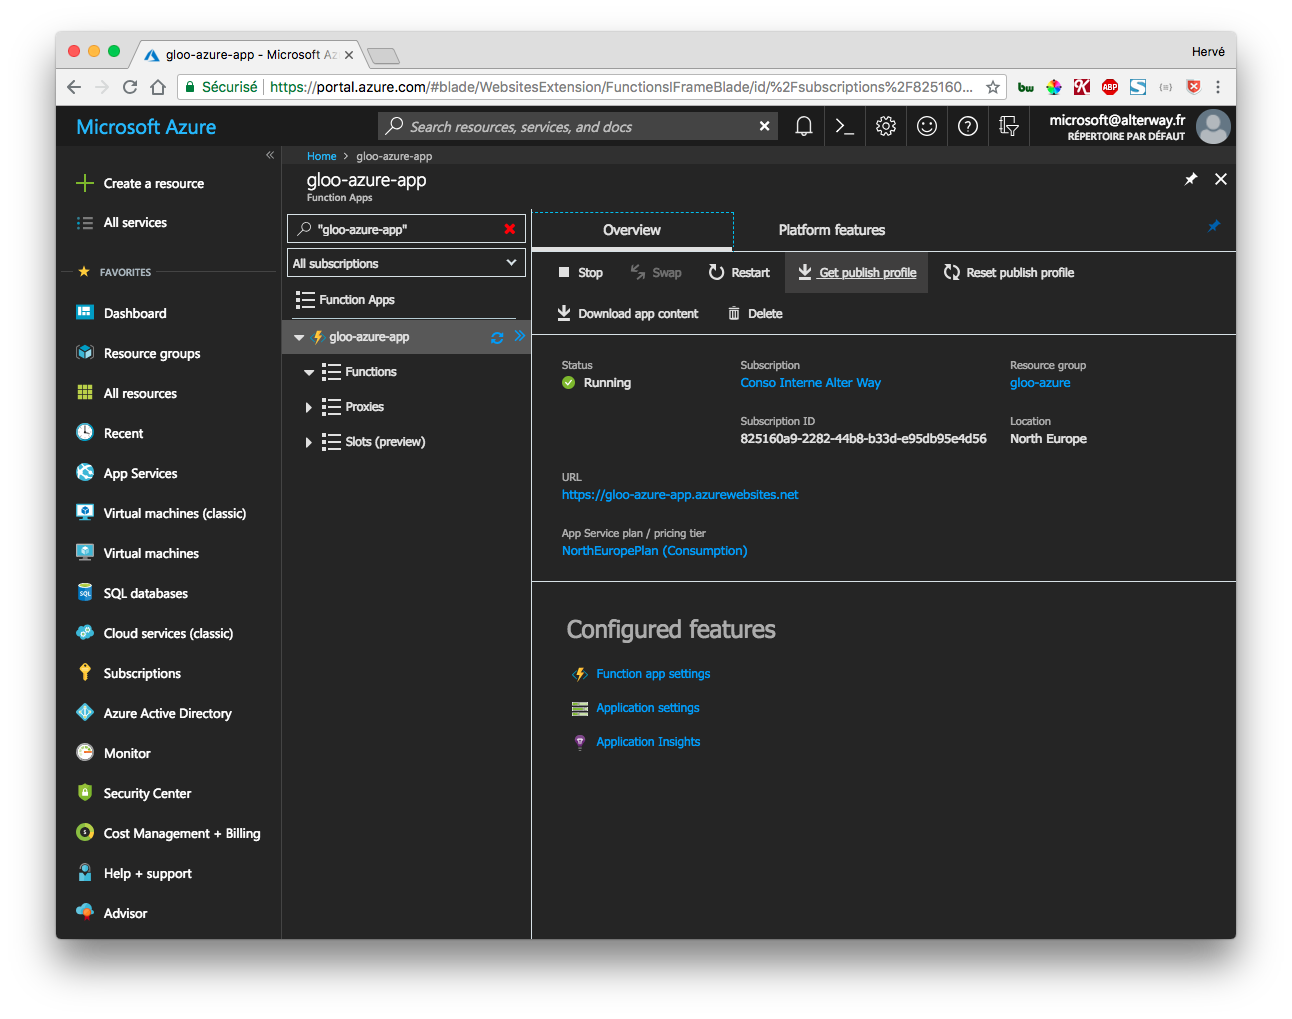 gloo-azure-app - Microsoft Az
Hervé
Sécurisé
https://portal.azure.com/#blade/WebsitesExtension/FunctionsIFrameBlade/id/%2Fsubscriptions%2F825160...
bw
ABP
S
Microsoft Azure
Search resources, services, and docs
microsoft@alterway.fr
RÉPERTOIRE PAR DÉFAUT
Create a resource
All services
FAVORITES
Dashboard
Resource groups
All resources
Recent
App Services
Virtual machines (classic)
Virtual machines
SQL databases
Cloud services (classic)
Subscriptions
Azure Active Directory
Monitor
Security Center
Cost Management + Billing
Help + support
Advisor
Home > gloo-azure-app
gloo-azure-app
Function Apps
"gloo-azure-app"
All subscriptions
Function Apps
gloo-azure-app
Functions
Proxies
Slots (preview)
Overview
Platform features
Stop
Swap
Restart
Get publish profile
Reset publish profile
Download app content
Delete
Status
Running
Subscription
Conso Interne Alter Way
Resource group
gloo-azure
Subscription ID
825160a9-2282-44b8-b33d-e95db95e4d56
Location
North Europe
URL
https://gloo-azure-app.azurewebsites.net
App Service plan / pricing tier
NorthEuropePlan (Consumption)
Configured features
Function app settings
Application settings
Application Insights